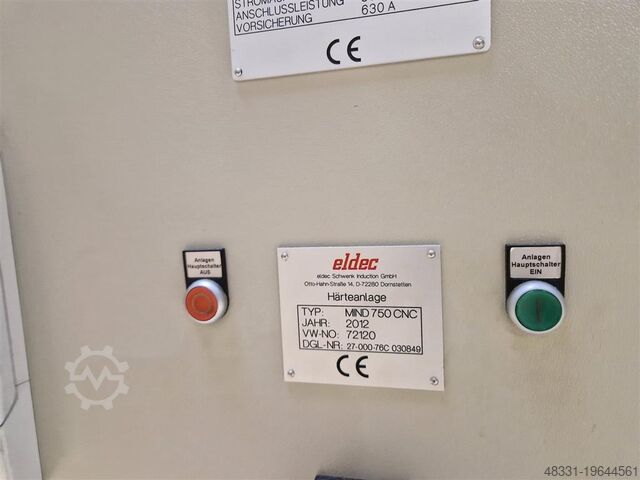 ANSCHLUSSLEISTUNG
VORSICHERUNG 630 A
CE
Anlagen
Hauptschalter
AUS
eldec
eldec Schwenk Induction GmbH
Otto-Hahn-Straße 14, D-72280 Dornstetten
Härteanlage
TYP: MIND 750 CNC
JAHR: 2012
VW-NO: 72120
DGL-NR: 27-000-76C 030849
CE
Anlagen
Hauptschalter
EIN
48331-19644561